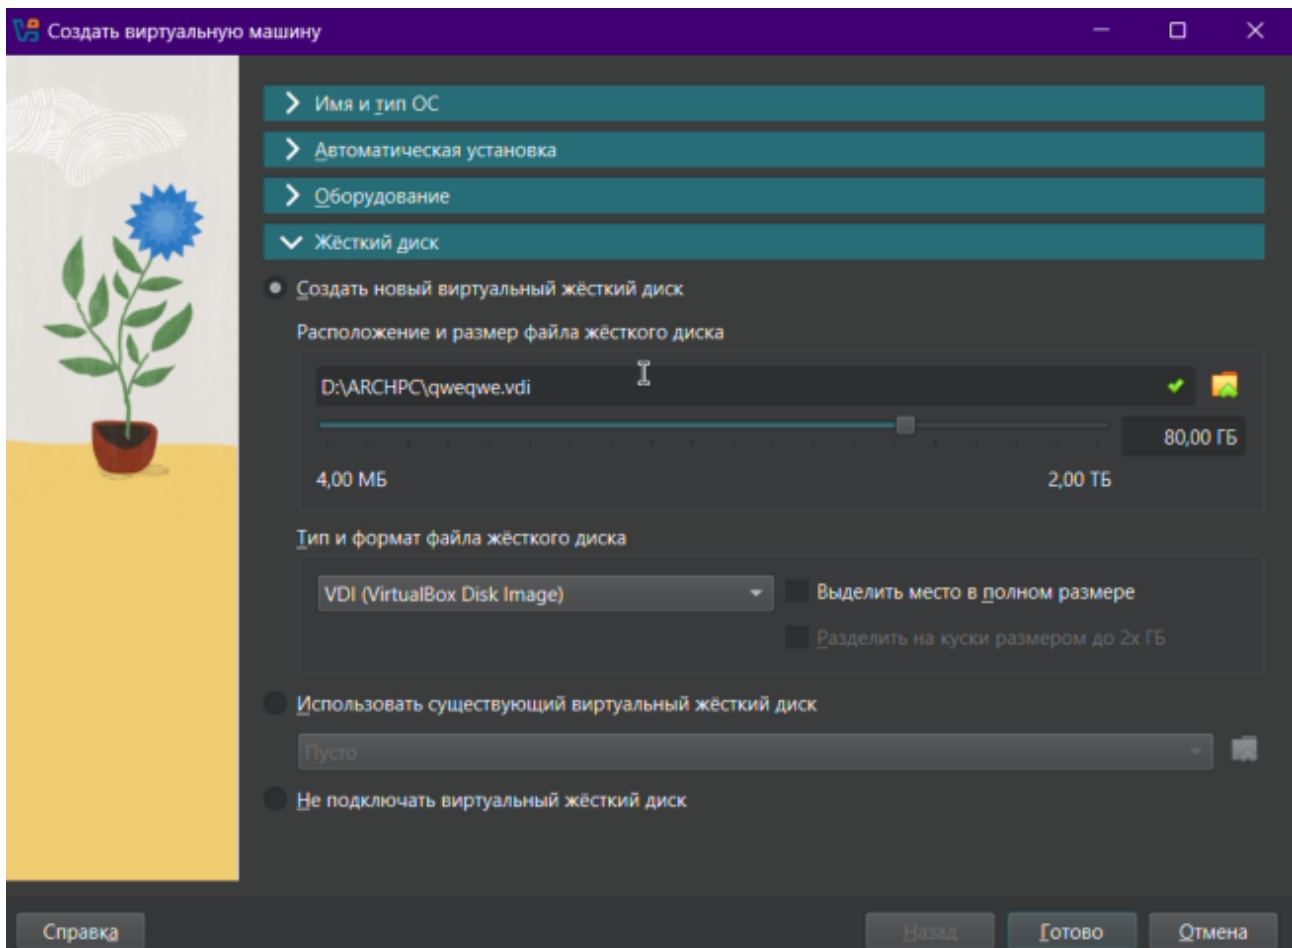 Создать виртуальную машину
Имя и тип ОС
Автоматическая установка
Оборудование
Жёсткий диск
Создать новый виртуальный жёсткий диск
Расположение и размер файла жёсткого диска
D:\ARCHPC\qweqwe.vdi
80,00 ГБ
4,00 МБ 2,00 ТБ
Тип и формат файла жёсткого диска
VDI (VirtualBox Disk Image) Выделить место в полном размере
Разделить на куски размером до 2х ГБ
Использовать существующий виртуальный жёсткий диск
Пусто
Не подключать виртуальный жёсткий диск
Справка Назад Готово Отмена